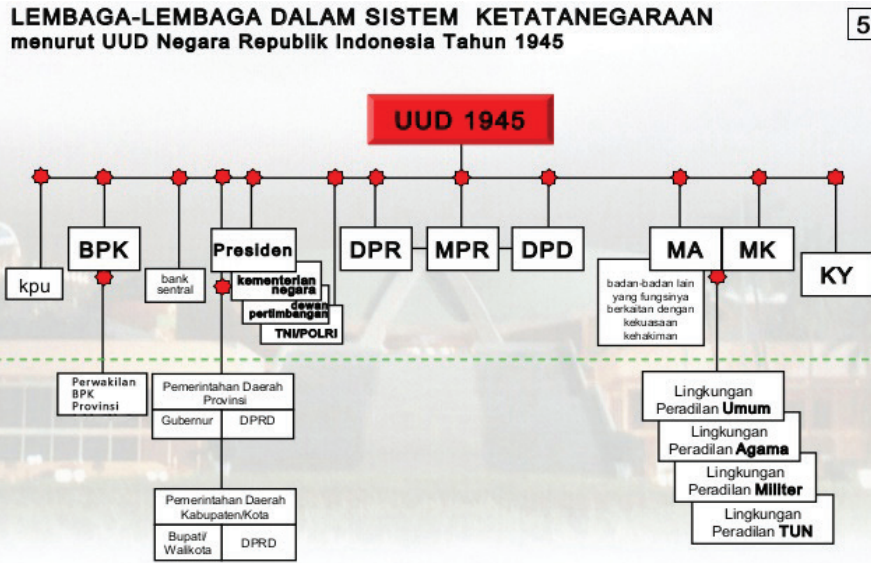 LEMBAGA-LEMBAGA DALAM SISTEM KETATANEGARAAN
menurut UUD Negara Republik Indonesia Tahun 1945
5
UUD 1945
kpu
BPK
bank
sentral
Presiden
kementerian
negara
dewan
pertimbangan
TNI/POLRI
DPR
MPR
DPD
MA
MK
KY
badan-badan lain
yang fungsinya
berkaitan dengan
kekuasaan
kehakiman
Perwakilan
BPK
Provinsi
Pemerintahan Daerah
Provinsi
Gubernur
DPRD
Pemerintahan Daerah
Kabupaten/Kota
Bupati/
Walikota
DPRD
Lingkungan
Peradilan Umum
Lingkungan
Peradilan Agama
Lingkungan
Peradilan Militer
Lingkungan
Peradilan TUN